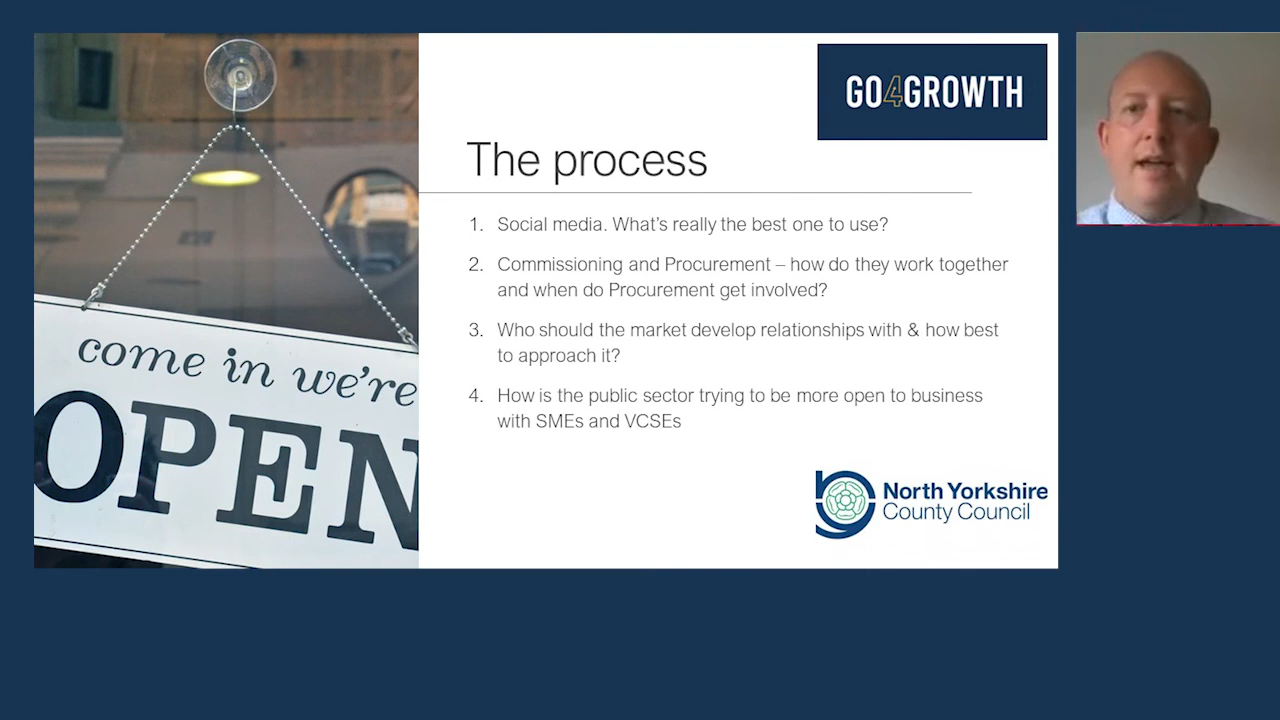 GO4GROWTH
The process
1. Social media. What's really the best one to use?
2. Commissioning and Procurement – how do they work together
and when do Procurement get involved?
3. Who should the market develop relationships with & how best
to approach it?
4. How is the public sector trying to be more open to business
with SMEs and VCSEs
come in we're
OPEN
North Yorkshire
County Council